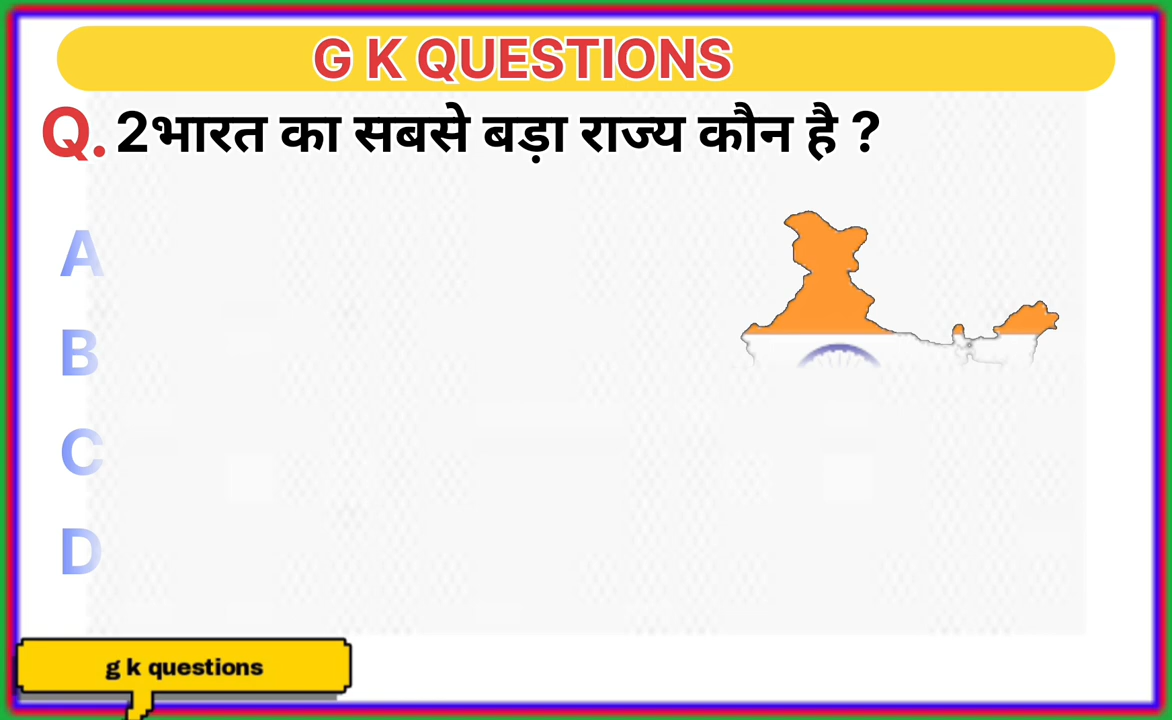 G K QUESTIONS
Q. 2भारत का सबसे बड़ा राज्य कौन है ?
A
B
C
D
g k questions